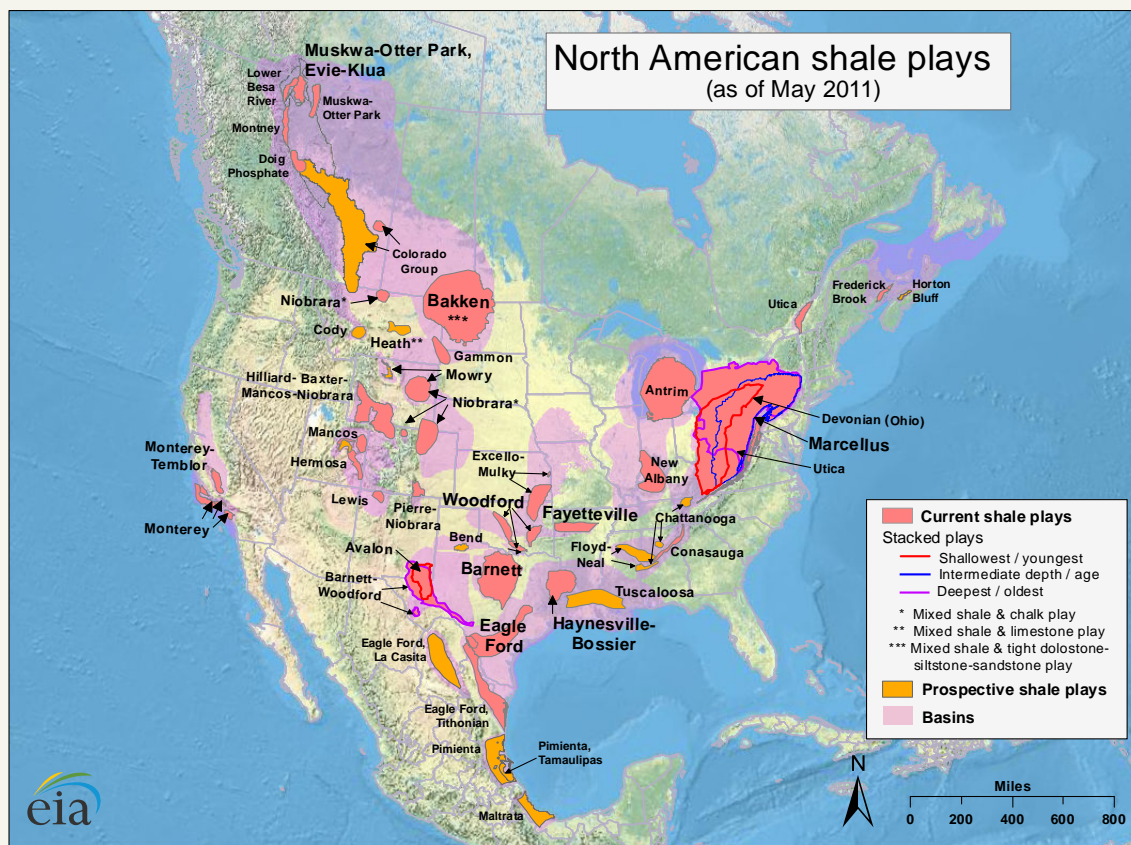 North American shale plays
(as of May 2011)
Muskwa-Otter Park,
Evie-Klua
Lower
Besa
River
Muskwa-
Otter Park
Montney
Doig
Phosphate
Colorado
Group
Niobrara*
Bakken
***
Cody
Heath**
Gammon
Mowry
Hilliard- Baxter-
Mancos-Niobrara
Niobrara*
Antrim
Utica
Frederick
Brook
Horton
Bluff
Devonian (Ohio)
Marcellus
Utica
Mancos
Hermosa
Monterey-
Temblor
Monterey
Lewis
Pierre-
Niobrara
Excello-
Mulky
Woodford
New
Albany
Fayetteville
Chattanooga
Bend
Floyd-
Neal
Conasauga
Avalon
Barnett
Barnett-
Woodford
Tuscaloosa
Haynesville-
Bossier
Eagle
Ford
Eagle Ford,
La Casita
Eagle Ford,
Tithonian
Pimienta
Pimienta,
Tamaulipas
Maltrata
Current shale plays
Stacked plays
Shallowest / youngest
Intermediate depth / age
Deepest / oldest
* Mixed shale & chalk play
** Mixed shale & limestone play
*** Mixed shale & tight dolostone-
siltstone-sandstone play
Prospective shale plays
Basins
N
Miles
0 200 400 600 800
eia